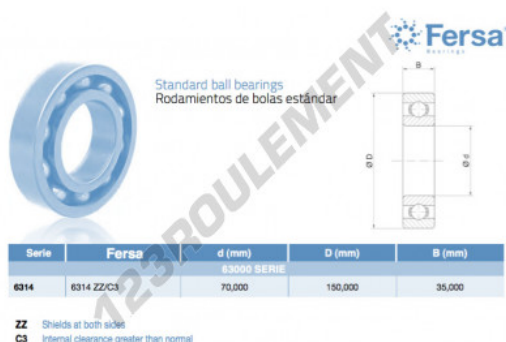 Fersa
Bearings
Standard ball bearings
Rodamientos de bolas estándar
B
Ø D
Ø d
Serie Fersa d (mm) D (mm) B (mm)
63000 SERIE
6314 6314 ZZ/C3 70,000 150,000 35,000
ZZ Shields at both sides
C3 Internal clearance greater than normal
123ROULEMENT